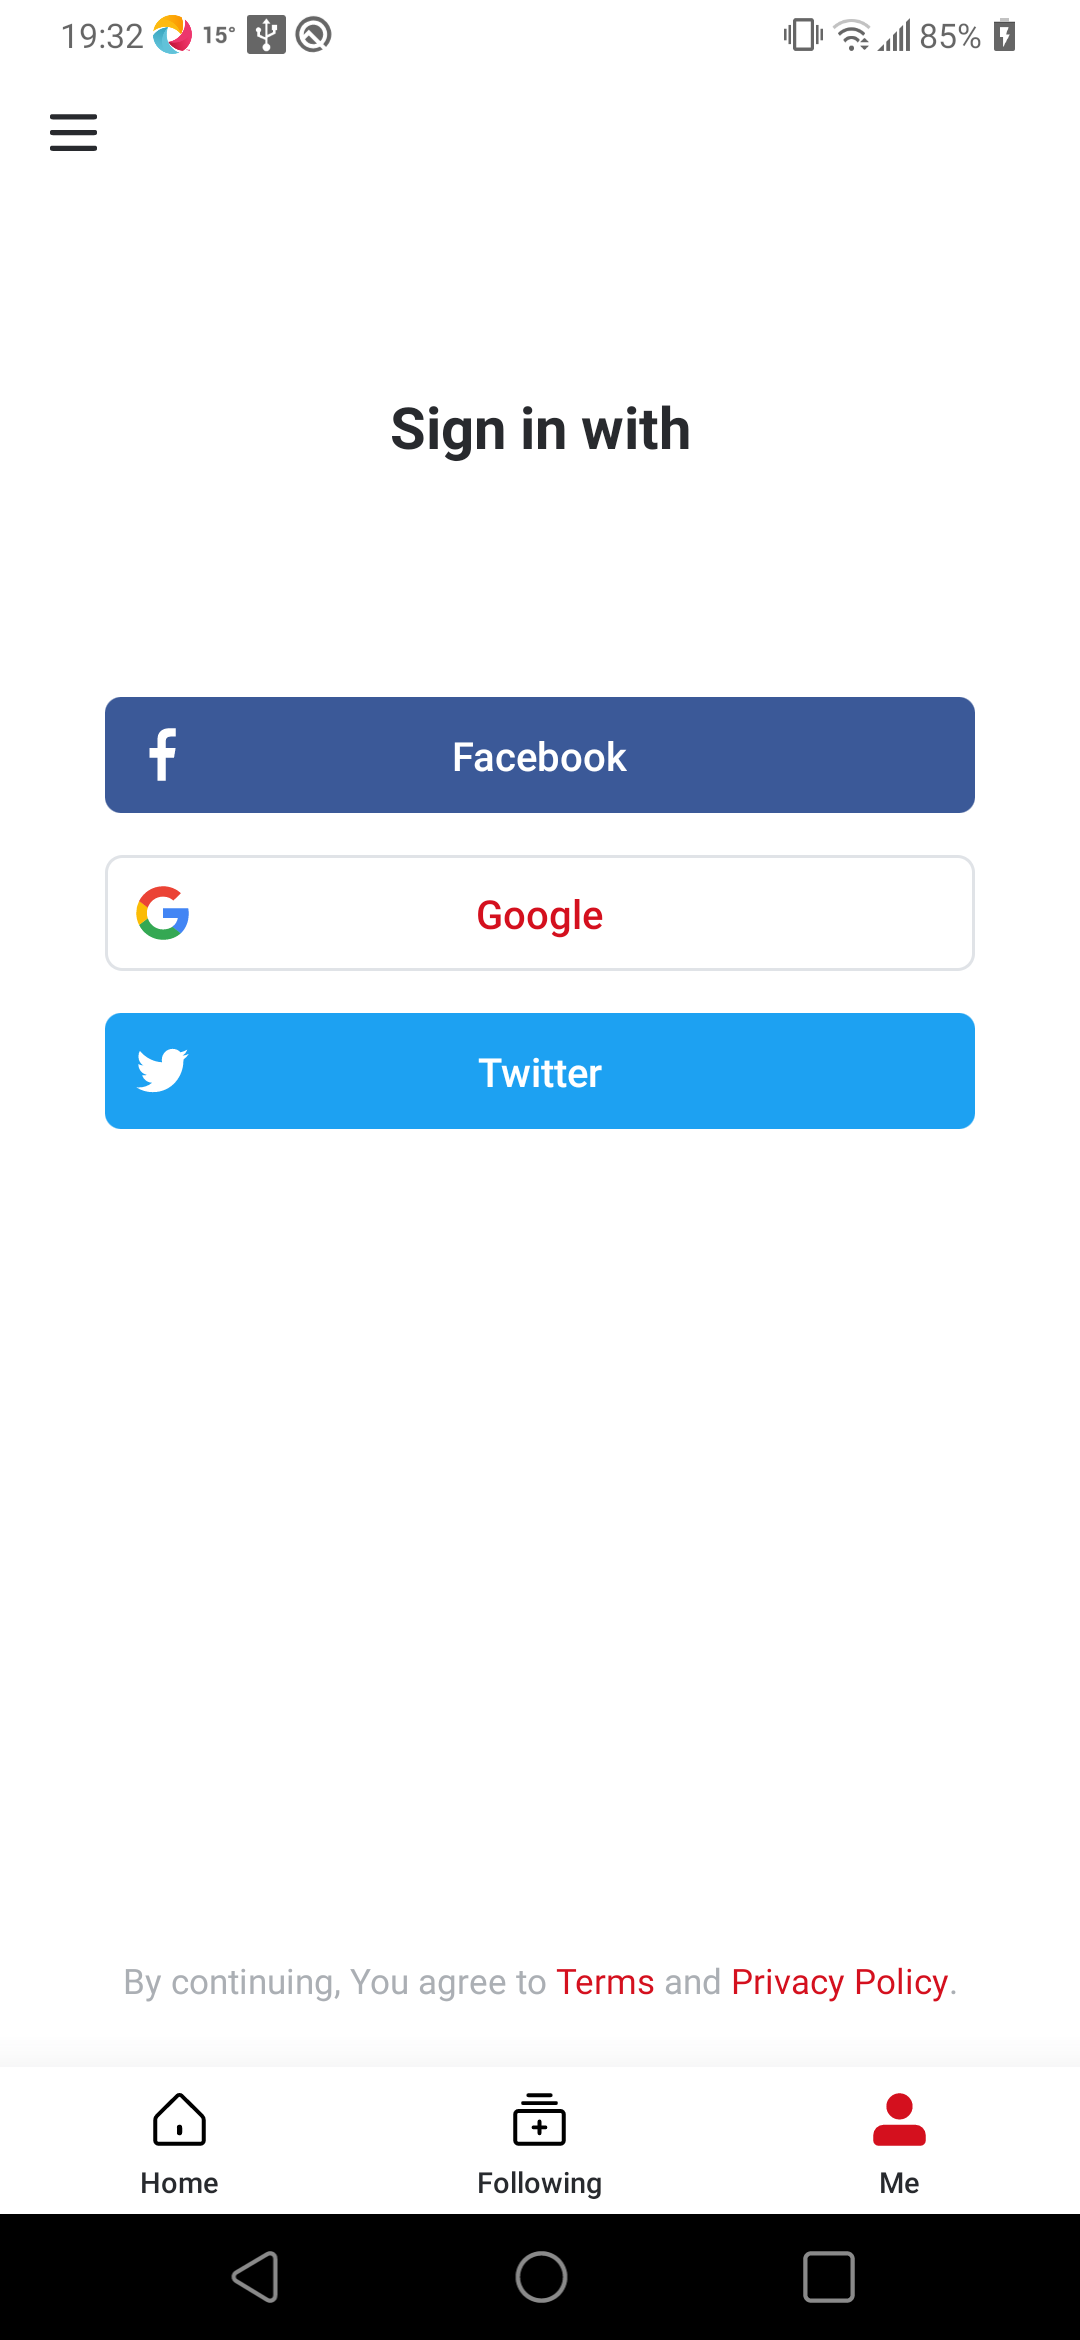 19:32 15° 85%
Sign in with
Facebook
Google
Twitter
By continuing, You agree to Terms and Privacy Policy.
Home Following Me